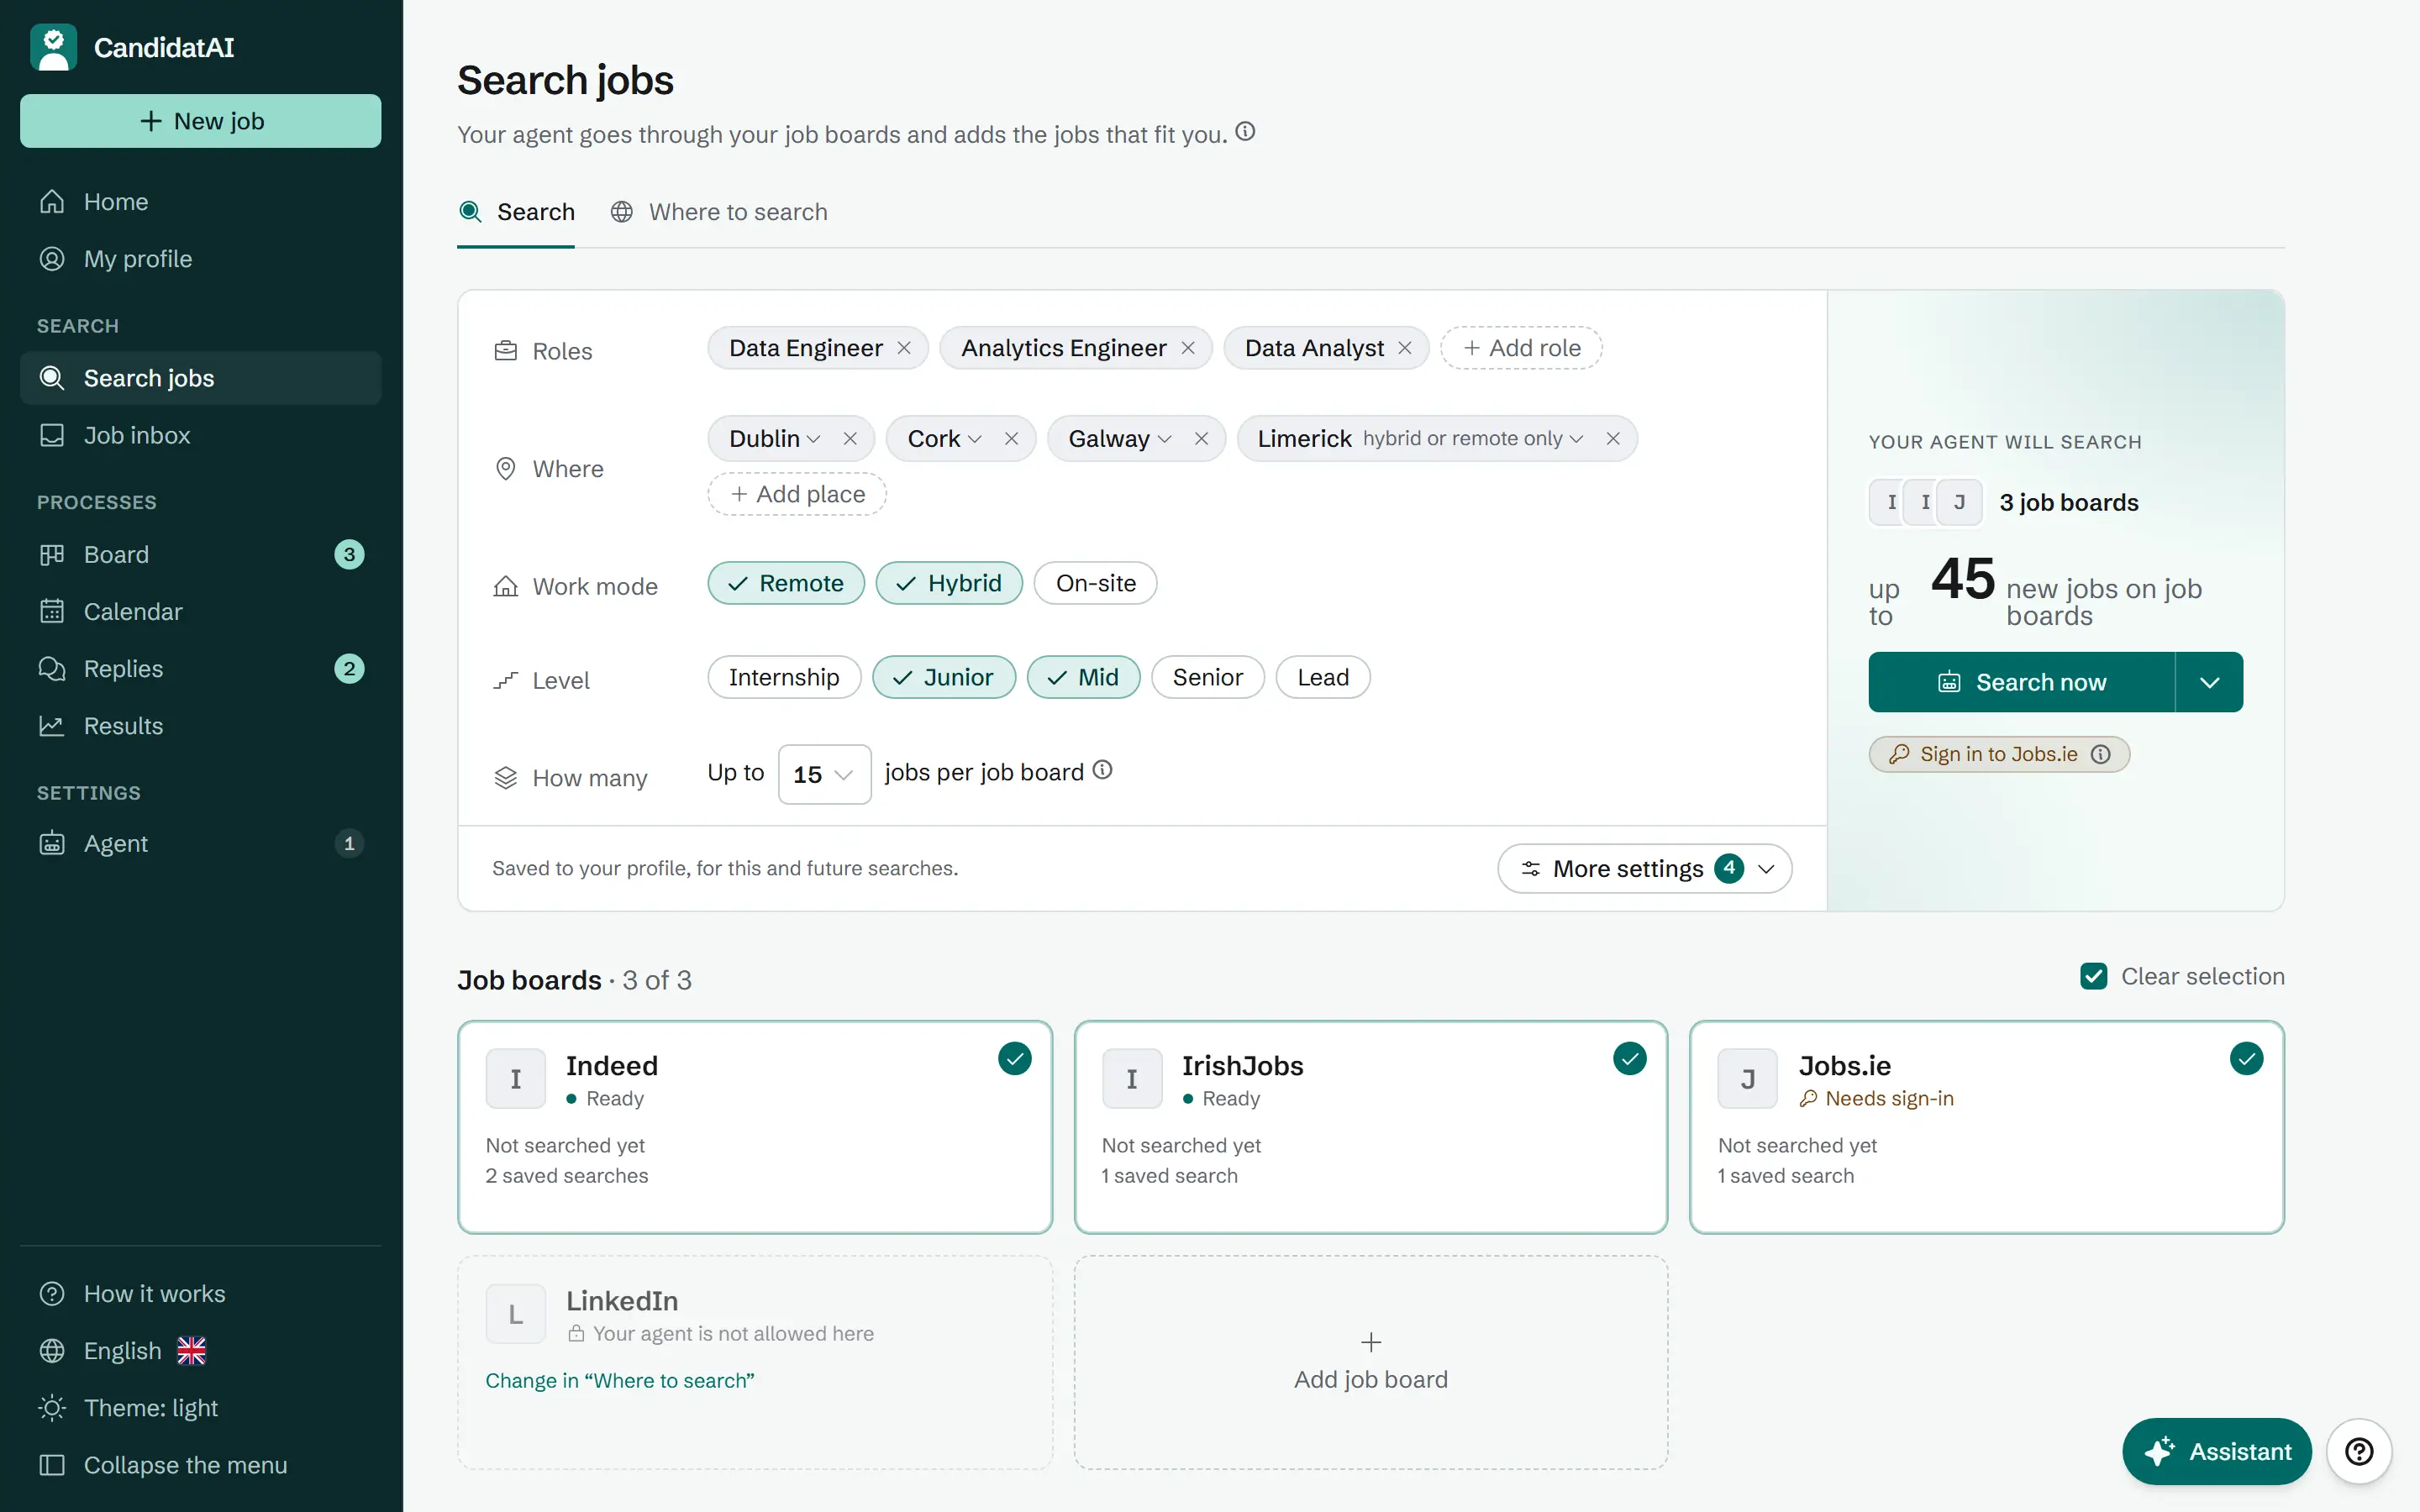 CandidatAI
New job
Home
My profile
SEARCH
Search jobs
Job inbox
PROCESSES
Board 3
Calendar
Replies 2
Results
SETTINGS
Agent 1
How it works
English
Theme: light
Collapse the menu
Search jobs
Your agent goes through your job boards and adds the jobs that fit you.
Search Where to search
Roles Data Engineer Analytics Engineer Data Analyst + Add role
Where Dublin Cork Galway Limerick hybrid or remote only
+ Add place
Work mode Remote Hybrid On-site
Level Internship Junior Mid Senior Lead
How many Up to 15 jobs per job board
Saved to your profile, for this and future searches. More settings 4
YOUR AGENT WILL SEARCH
I I J 3 job boards
up to 45 new jobs on job boards
Search now
Sign in to Jobs.ie
Job boards · 3 of 3 Clear selection
I Indeed
Ready
Not searched yet
2 saved searches
I IrishJobs
Ready
Not searched yet
1 saved search
J Jobs.ie
Needs sign-in
Not searched yet
1 saved search
L LinkedIn
Your agent is not allowed here
Change in “Where to search”
Add job board
Assistant